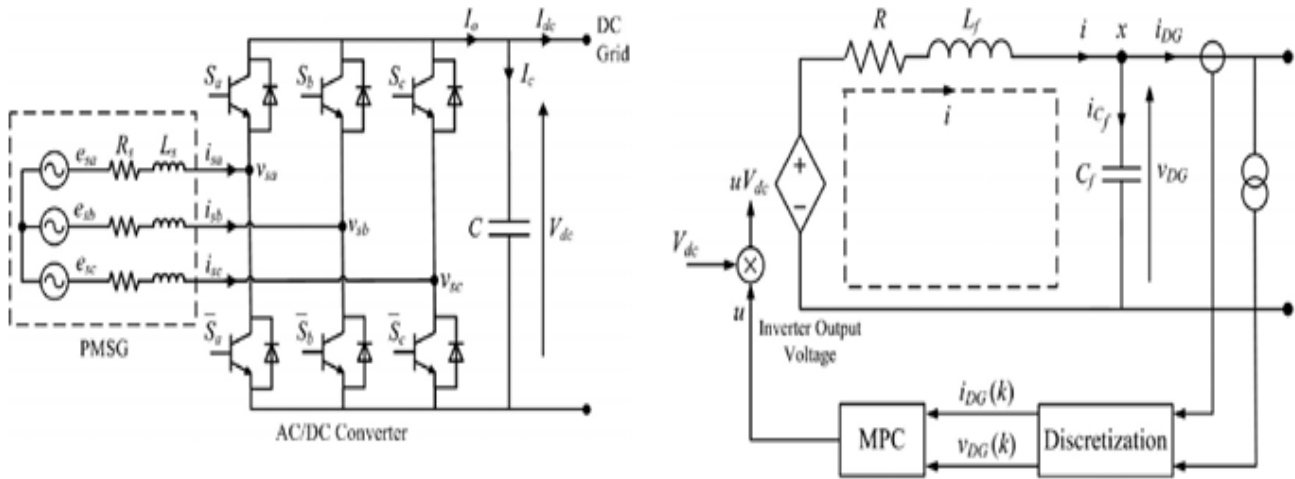 I_o I_dc DC
Grid
S_a S_b S_c I_c
e_sa R_s L_s i_sa v_sa
e_sb i_sb v_sb C V_dc
e_sc i_sc v_sc
S̄_a S̄_b S̄_c
PMSG
AC/DC Converter
R L_f i x i_DG
i i_Cf
+
uV_dc C_f v_DG
−
V_dc ×
u Inverter Output
Voltage
i_DG(k)
MPC Discretization
v_DG(k)